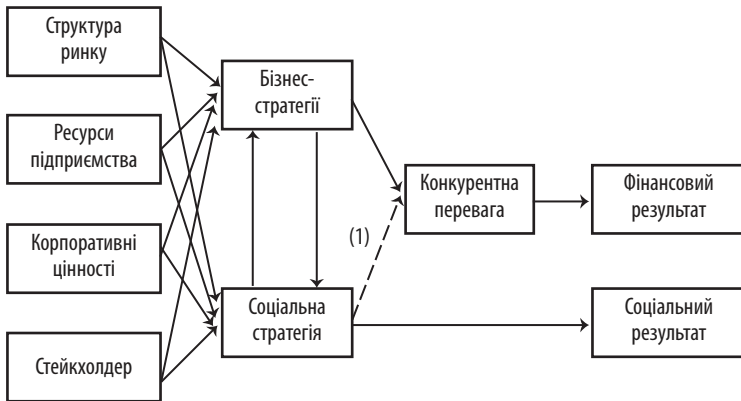 Структура
ринку
Ресурси
підприємства
Корпоративні
цінності
Стейкхолдер
Бізнес-
стратегії
Соціальна
стратегія
(1)
Конкурентна
перевага
Фінансовий
результат
Соціальний
результат